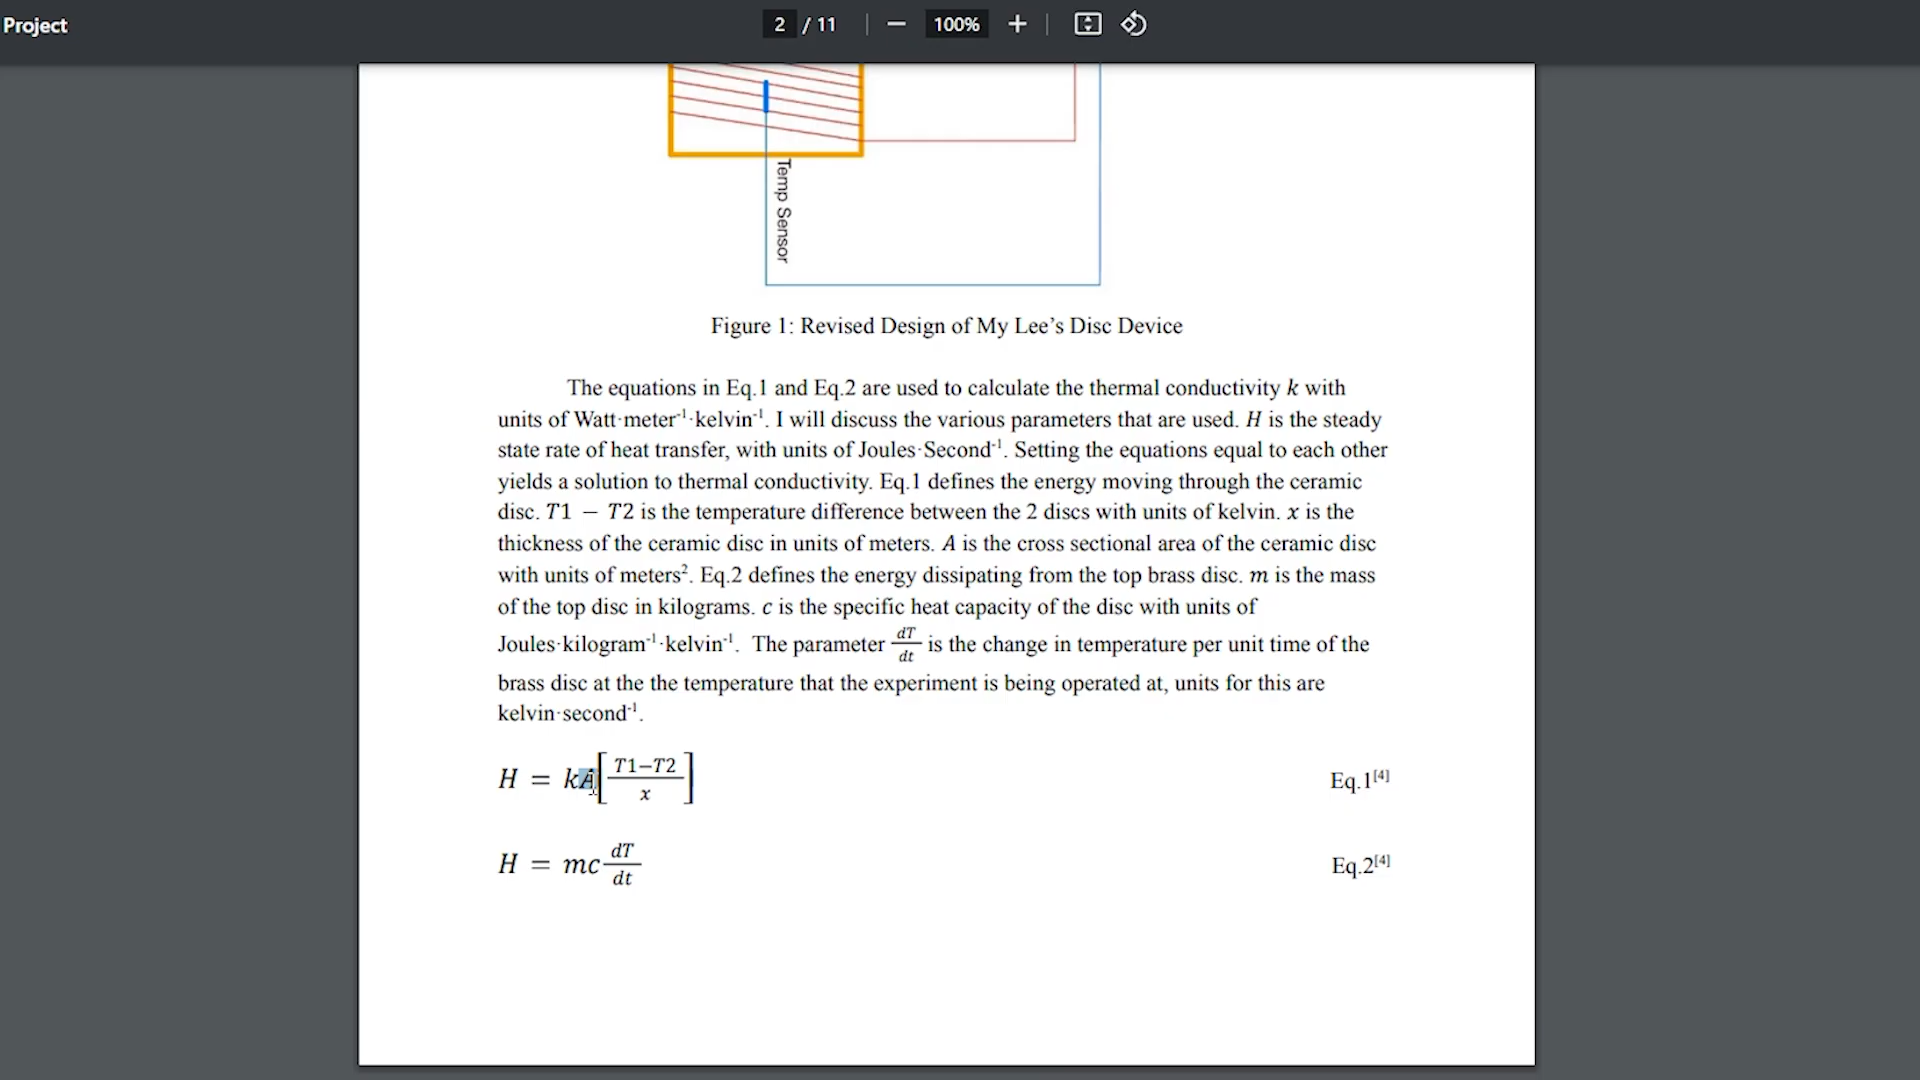 Project
2 / 11
100%
Temp Sensor
Figure 1: Revised Design of My Lee’s Disc Device
The equations in Eq.1 and Eq.2 are used to calculate the thermal conductivity k with
units of Watt·meter⁻¹·kelvin⁻¹. I will discuss the various parameters that are used. H is the steady
state rate of heat transfer, with units of Joules·Second⁻¹. Setting the equations equal to each other
yields a solution to thermal conductivity. Eq.1 defines the energy moving through the ceramic
disc. T1 − T2 is the temperature difference between the 2 discs with units of kelvin. x is the
thickness of the ceramic disc in units of meters. A is the cross sectional area of the ceramic disc
with units of meters². Eq.2 defines the energy dissipating from the top brass disc. m is the mass
of the top disc in kilograms. c is the specific heat capacity of the disc with units of
Joules·kilogram⁻¹·kelvin⁻¹. The parameter dT/dt is the change in temperature per unit time of the
brass disc at the the temperature that the experiment is being operated at, units for this are
kelvin·second⁻¹.
H = kA[(T1−T2)/x] Eq.1[4]
H = mc dT/dt Eq.2[4]